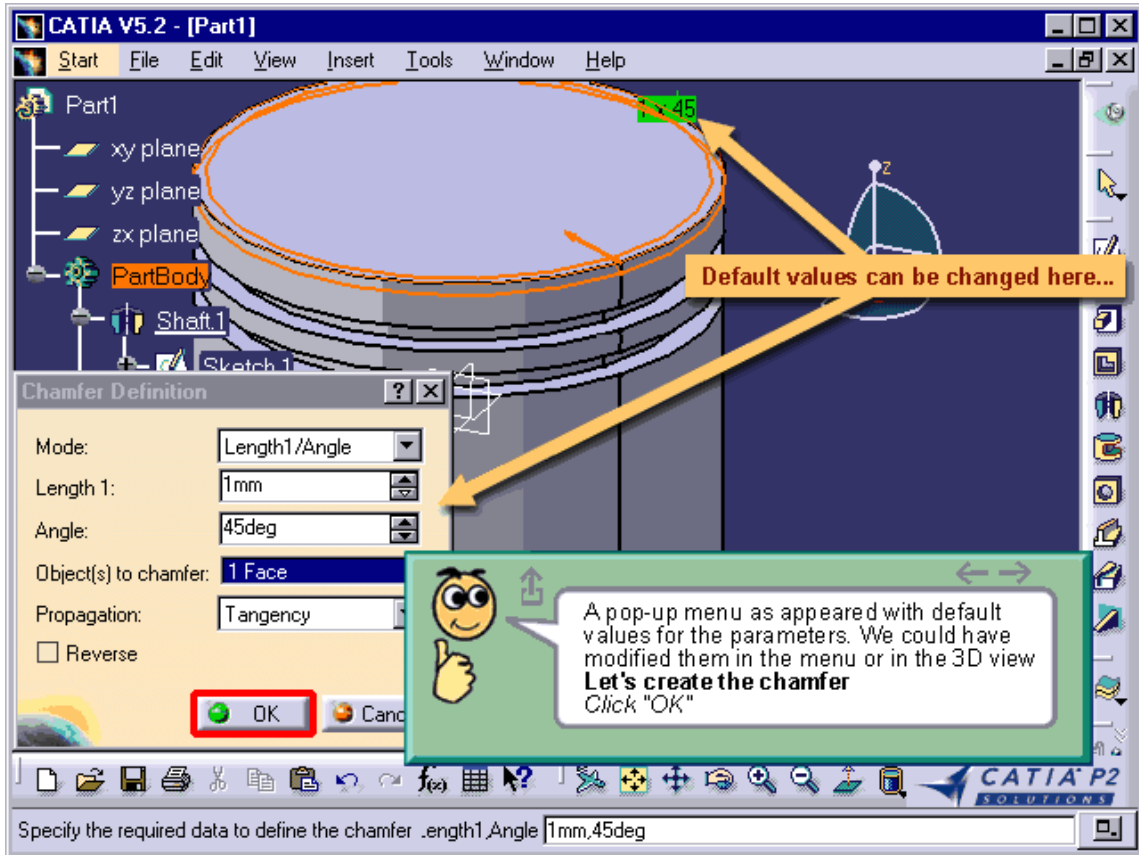 CATIA V5.2 - [Part1]
Start File Edit View Insert Tools Window Help
Part1
1 x 45
xy plane
z
yz plane
zx plane
Default values can be changed here...
PartBody
Shaft.1
Sketch.1
Chamfer Definition
Mode: Length1/Angle
Length 1: 1mm
Angle: 45deg
Object(s) to chamfer: 1 Face
Propagation: Tangency
Reverse
OK Canc
A pop-up menu as appeared with default
values for the parameters. We could have
modified them in the menu or in the 3D view
Let's create the chamfer
Click "OK"
f(x)
CATIA P2
SOLUTIONS
Specify the required data to define the chamfer .ength1,Angle 1mm,45deg